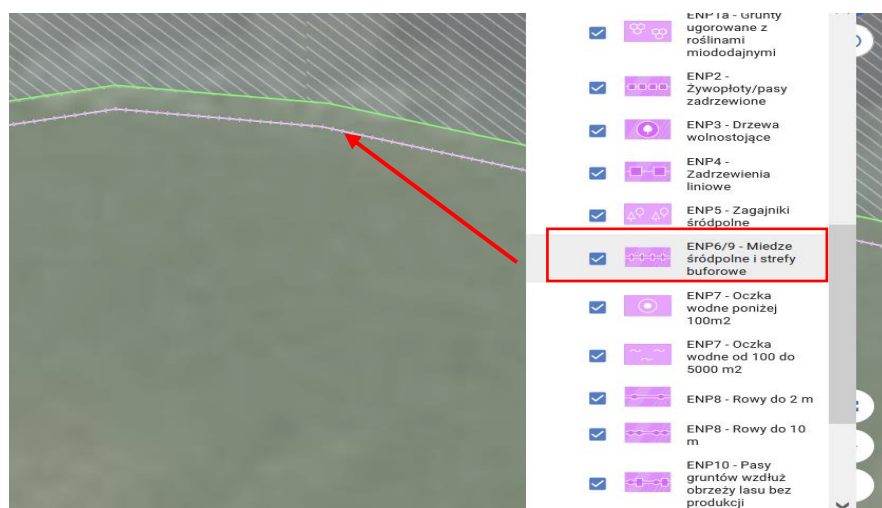 ENP1a - Grunty
ugorowane z
roślinami
miododajnymi
ENP2 -
Żywopłoty/pasy
zadrzewione
ENP3 - Drzewa
wolnostojące
ENP4 -
Zadrzewienia
liniowe
ENP5 - Zagajniki
śródpolne
ENP6/9 - Miedze
śródpolne i strefy
buforowe
ENP7 - Oczka
wodne poniżej
100m2
ENP7 - Oczka
wodne od 100 do
5000 m2
ENP8 - Rowy do 2 m
ENP8 - Rowy do 10
m
ENP10 - Pasy
gruntów wzdłuż
obrzeży lasu bez
produkcji